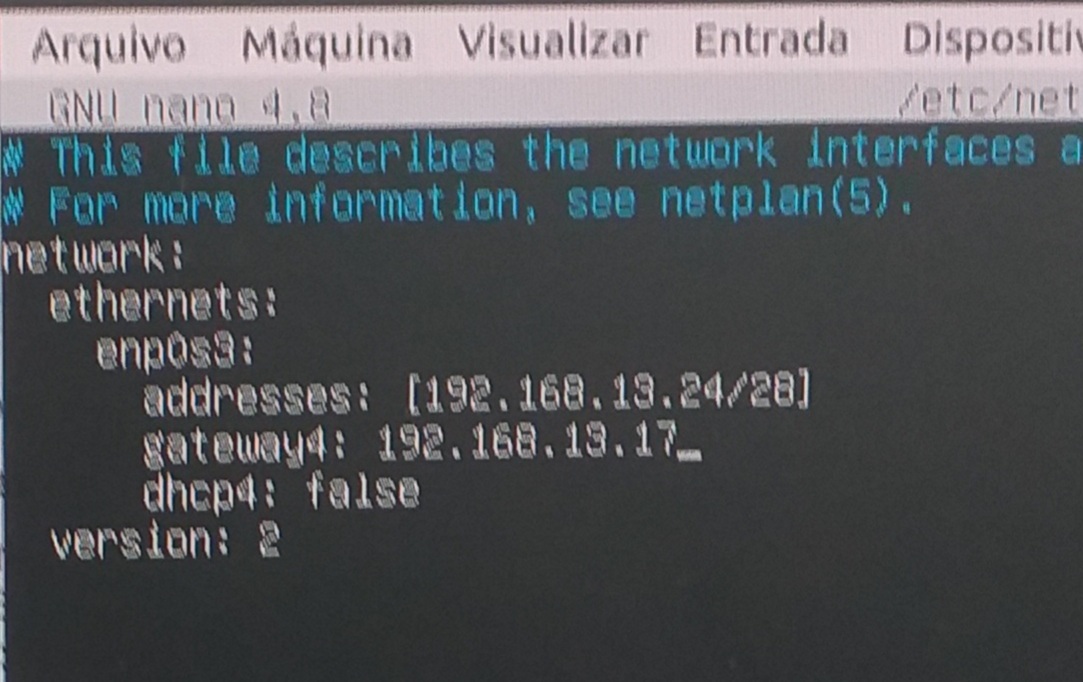 Arquivo Máquina Visualizar Entrada Dispositiv
GNU nano 4.8 /etc/net
# This file describes the network interfaces a
# For more information, see netplan(5).
network:
  ethernets:
    enp0s3:
      addresses: [192.168.13.24/28]
      gateway4: 192.168.13.17_
      dhcp4: false
  version: 2